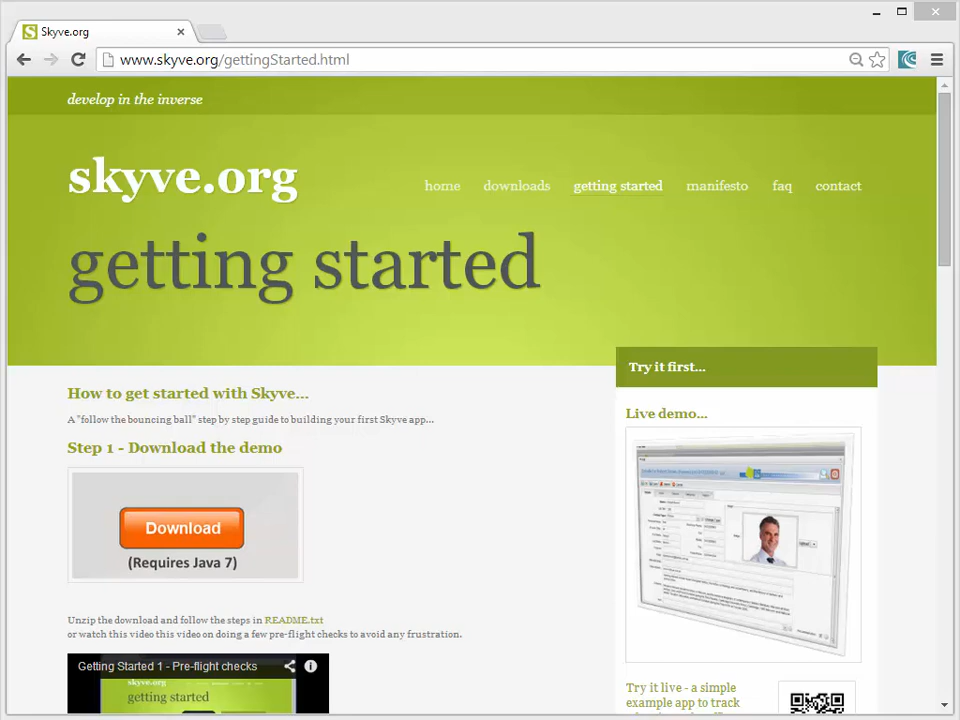 Skyve.org
www.skyve.org/gettingStarted.html
develop in the inverse
skyve.org
home downloads getting started manifesto faq contact
getting started
Try it first...
How to get started with Skyve...
A "follow the bouncing ball" step by step guide to building your first Skyve app...
Live demo...
Step 1 - Download the demo
Download
(Requires Java 7)
Unzip the download and follow the steps in README.txt
or watch this video this video on doing a few pre-flight checks to avoid any frustration.
Getting Started 1 - Pre-flight checks
skyve.org
getting started
Try it live - a simple
example app to track